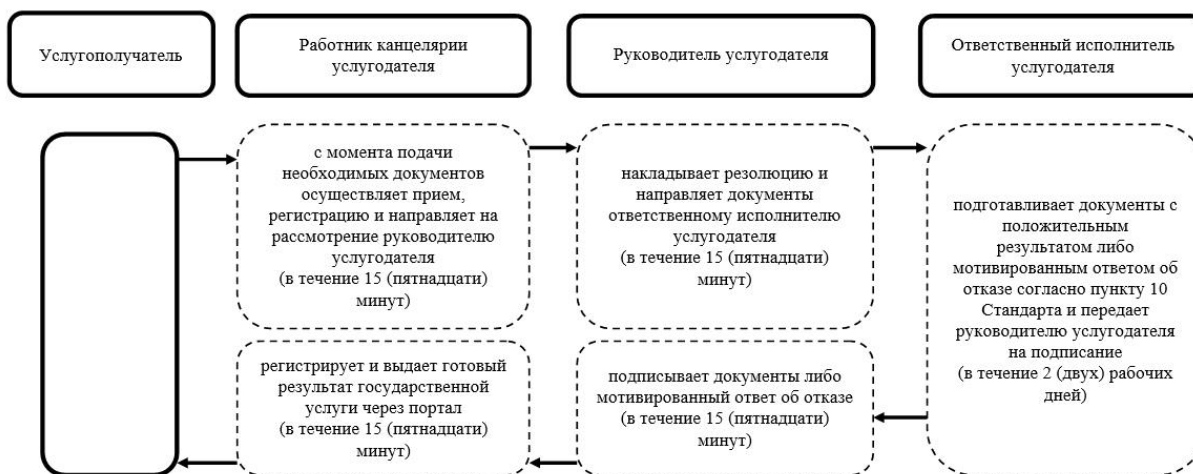 Услугополучатель
Работник канцелярии
услугодателя
Руководитель услугодателя
Ответственный исполнитель
услугодателя
с момента подачи
необходимых документов
осуществляет прием,
регистрацию и направляет на
рассмотрение руководителю
услугодателя
(в течение 15 (пятнадцати)
минут)
накладывает резолюцию и
направляет документы
ответственному исполнителю
услугодателя
(в течение 15 (пятнадцати)
минут)
подготавливает документы с
положительным
результатом либо
мотивированным ответом об
отказе согласно пункту 10
Стандарта и передает
руководителю услугодателя
на подписание
(в течение 2 (двух) рабочих
дней)
регистрирует и выдает готовый
результат государственной
услуги через портал
(в течение 15 (пятнадцати)
минут)
подписывает документы либо
мотивированный ответ об отказе
(в течение 15 (пятнадцати)
минут)